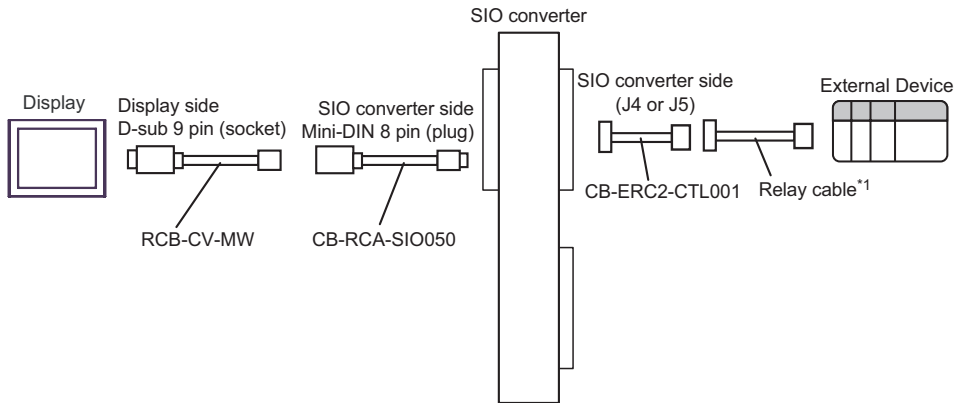 SIO converter
Display
Display side
D-sub 9 pin (socket)
SIO converter side
Mini-DIN 8 pin (plug)
SIO converter side
(J4 or J5)
External Device
RCB-CV-MW
CB-RCA-SIO050
CB-ERC2-CTL001
Relay cable*1